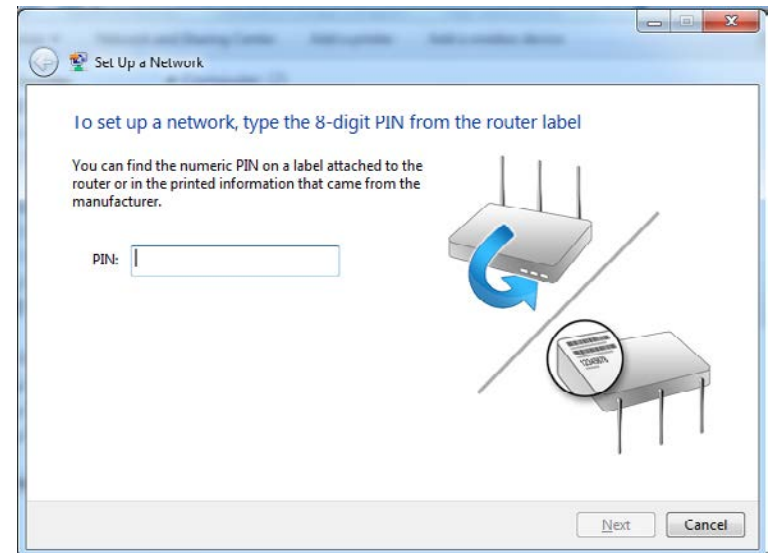 Set Up a Network
To set up a network, type the 8-digit PIN from the router label
You can find the numeric PIN on a label attached to the
router or in the printed information that came from the
manufacturer.
PIN:
12345678
Next
Cancel